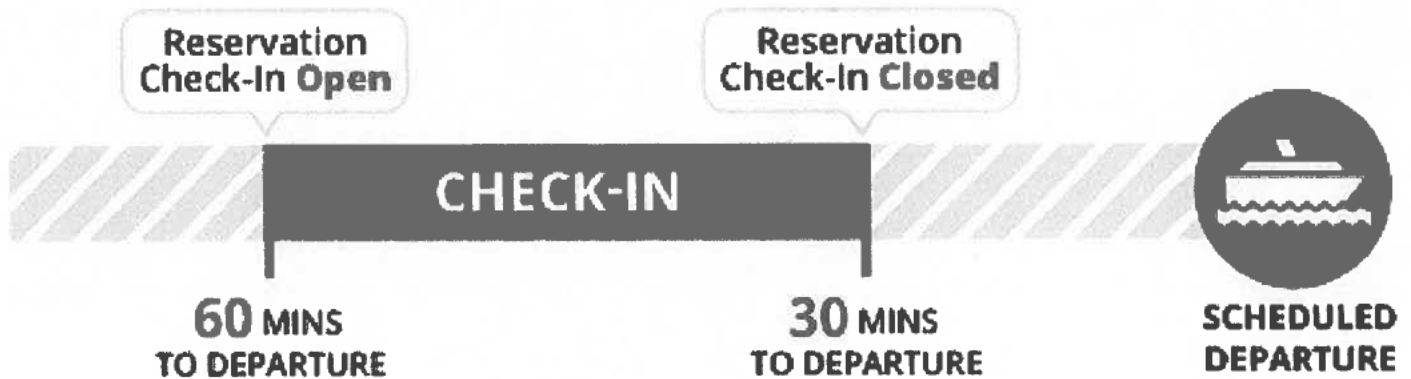 Reservation
Check-In Open
Reservation
Check-In Closed
CHECK-IN
60 MINS
TO DEPARTURE
30 MINS
TO DEPARTURE
SCHEDULED
DEPARTURE